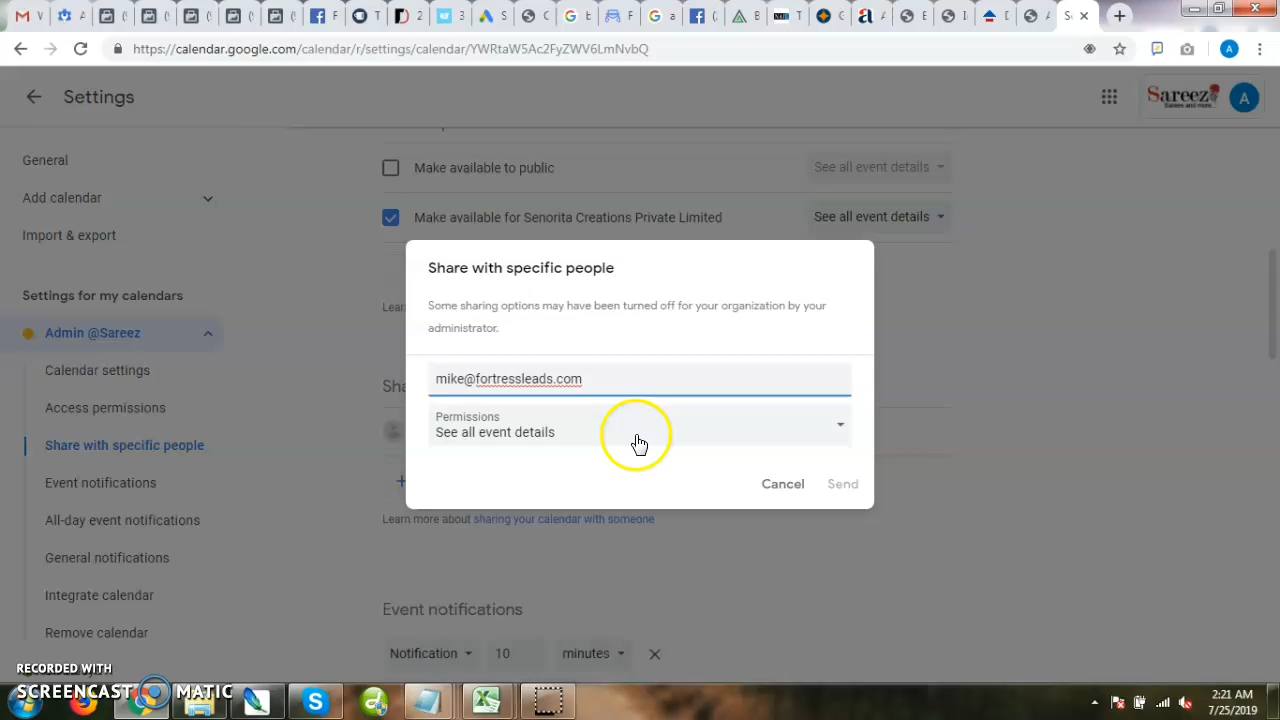 https://calendar.google.com/calendar/r/settings/calendar/YWRtaW5Ac2FyZWV6LmNvbQ
A
Settings
Sareez
Sarees and more...
A
General
Add calendar
Import & export
Settings for my calendars
Admin @Sareez
Calendar settings
Access permissions
Share with specific people
Event notifications
All-day event notifications
General notifications
Integrate calendar
Remove calendar
Make available to public
See all event details
Make available for Senorita Creations Private Limited
See all event details
Share with specific people
Some sharing options may have been turned off for your organization by your
administrator.
mike@fortressleads.com
Permissions
See all event details
Cancel
Send
Learn more about sharing your calendar with someone
Event notifications
Notification
10
minutes
RECORDED WITH
SCREENCAST MATIC
2:21 AM
7/25/2019